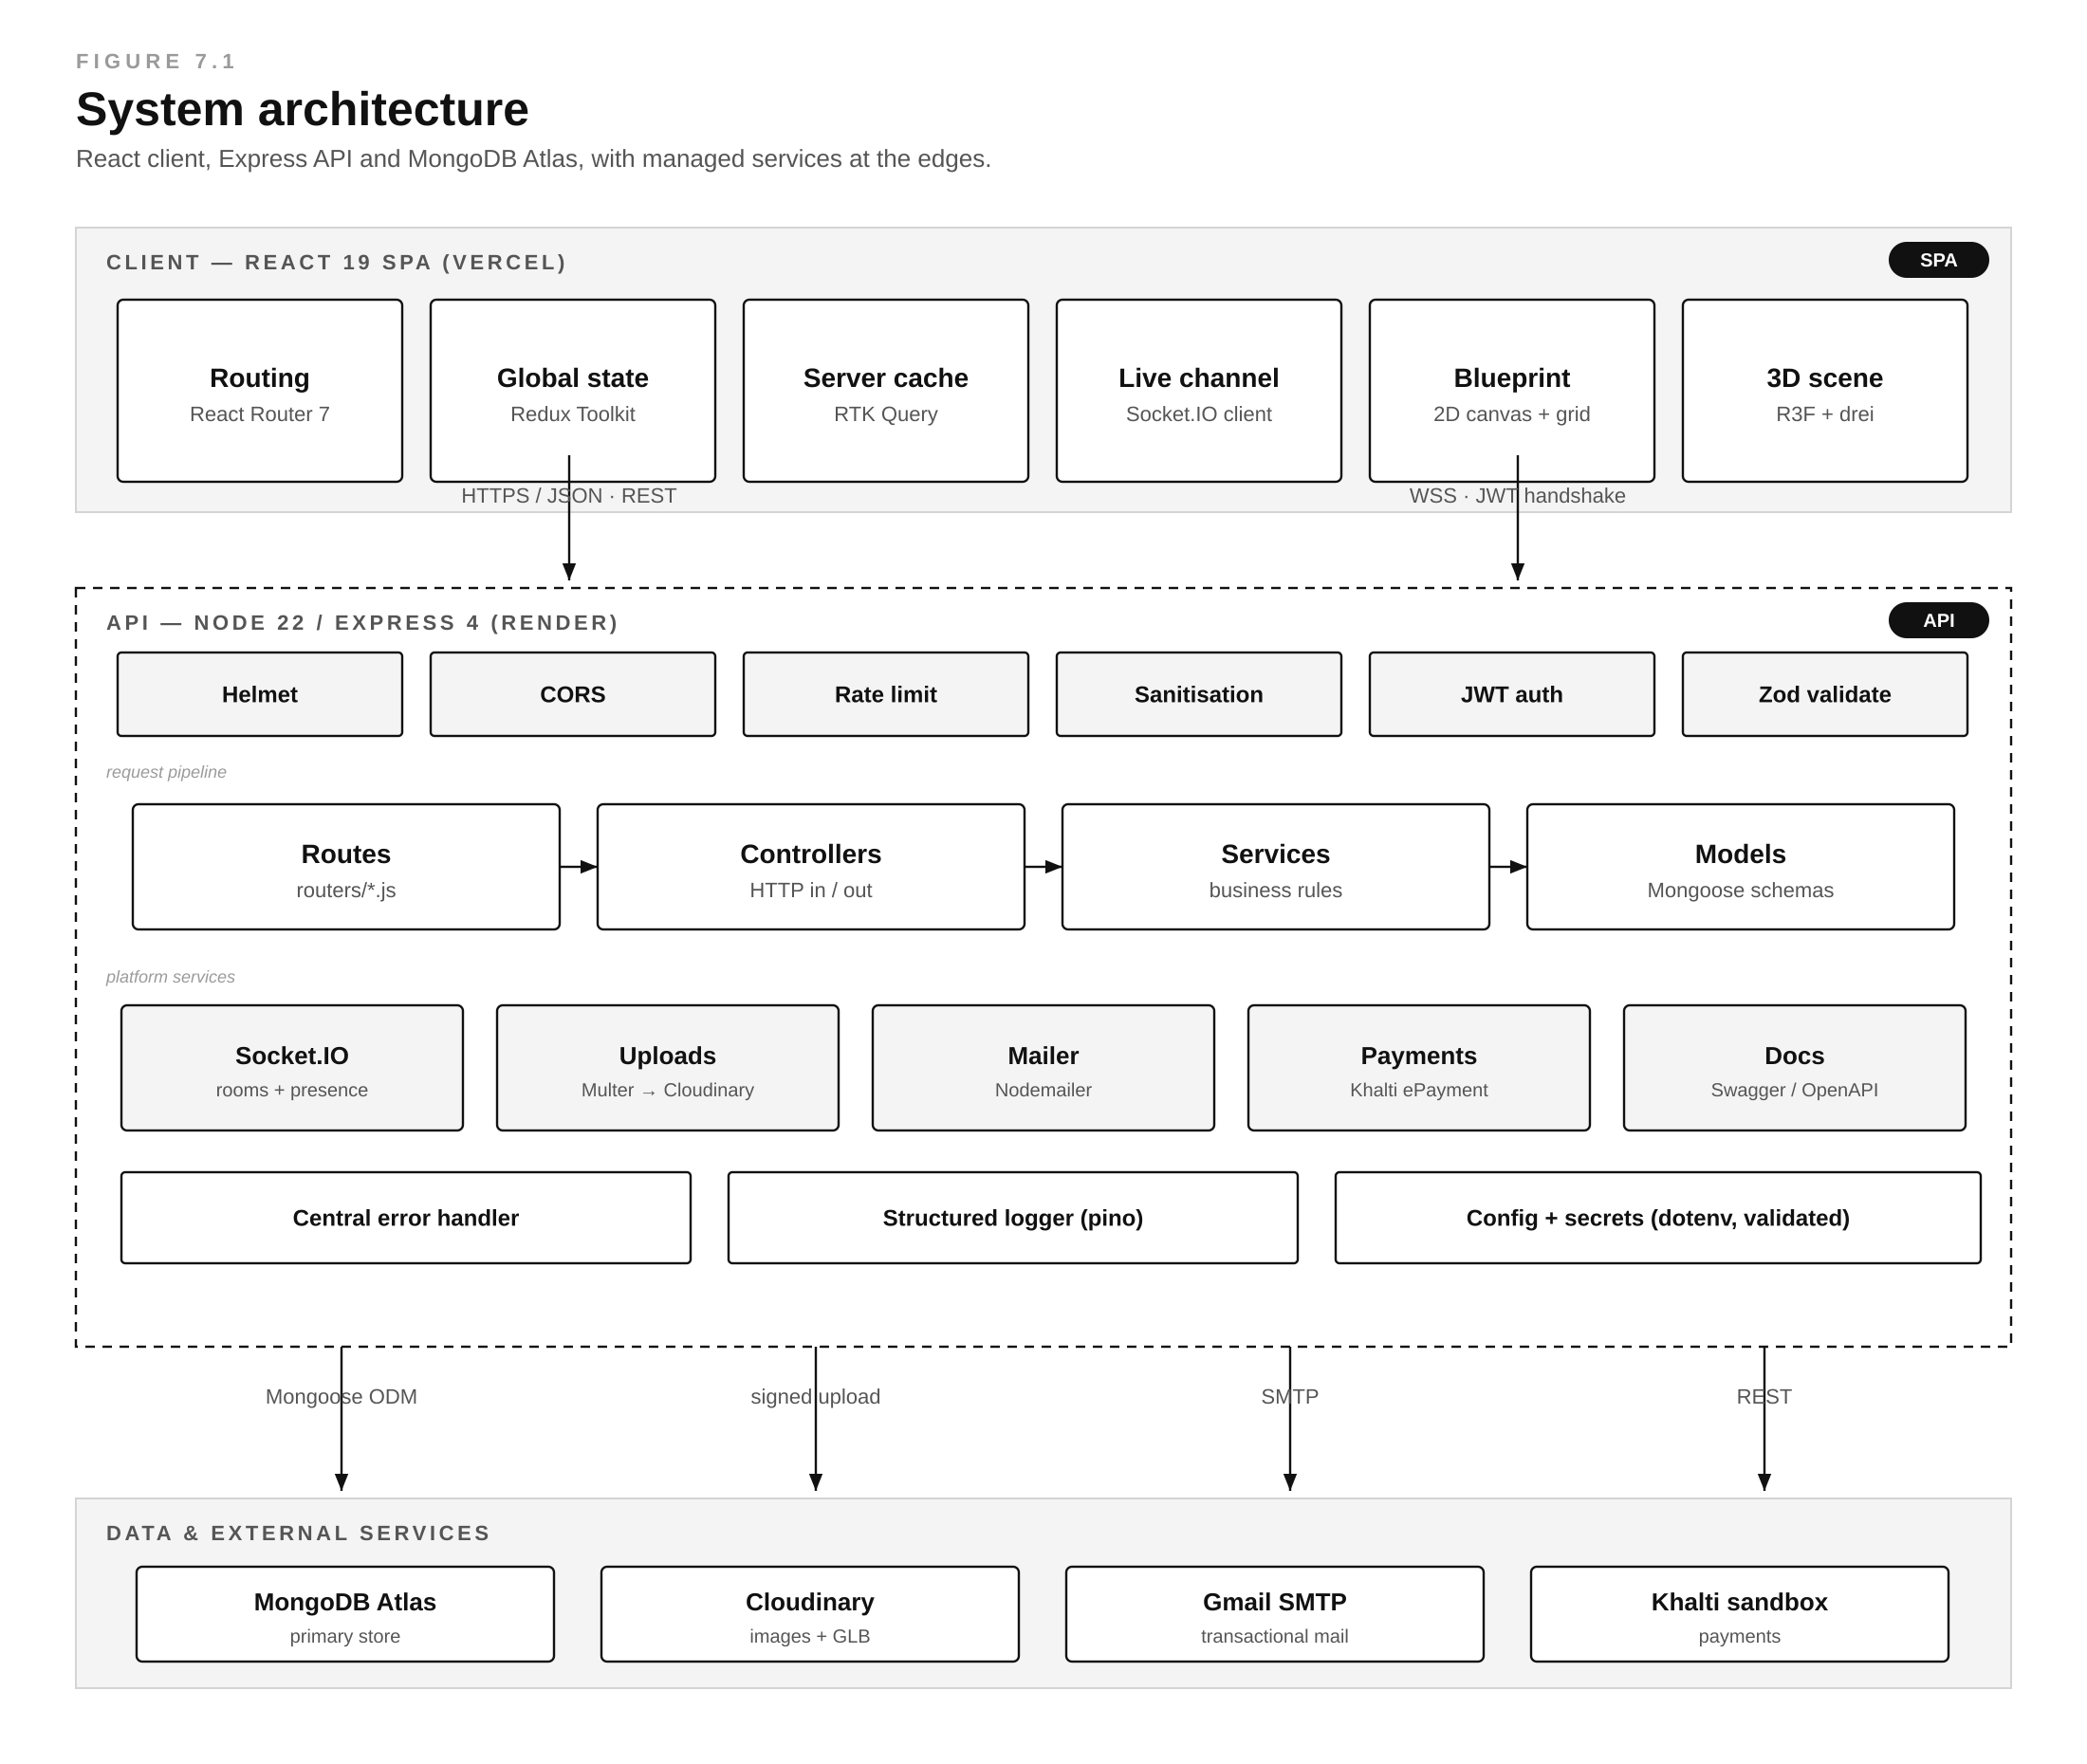 FIGURE 7.1
System architecture
React client, Express API and MongoDB Atlas, with managed services at the edges.
CLIENT — REACT 19 SPA (VERCEL)
SPA
Routing
React Router 7
Global state
Redux Toolkit
Server cache
RTK Query
Live channel
Socket.IO client
Blueprint
2D canvas + grid
3D scene
R3F + drei
HTTPS / JSON · REST
WSS · JWT handshake
API — NODE 22 / EXPRESS 4 (RENDER)
API
Helmet
CORS
Rate limit
Sanitisation
JWT auth
Zod validate
request pipeline
Routes
routers/*.js
Controllers
HTTP in / out
Services
business rules
Models
Mongoose schemas
platform services
Socket.IO
rooms + presence
Uploads
Multer → Cloudinary
Mailer
Nodemailer
Payments
Khalti ePayment
Docs
Swagger / OpenAPI
Central error handler
Structured logger (pino)
Config + secrets (dotenv, validated)
Mongoose ODM
signed upload
SMTP
REST
DATA & EXTERNAL SERVICES
MongoDB Atlas
primary store
Cloudinary
images + GLB
Gmail SMTP
transactional mail
Khalti sandbox
payments